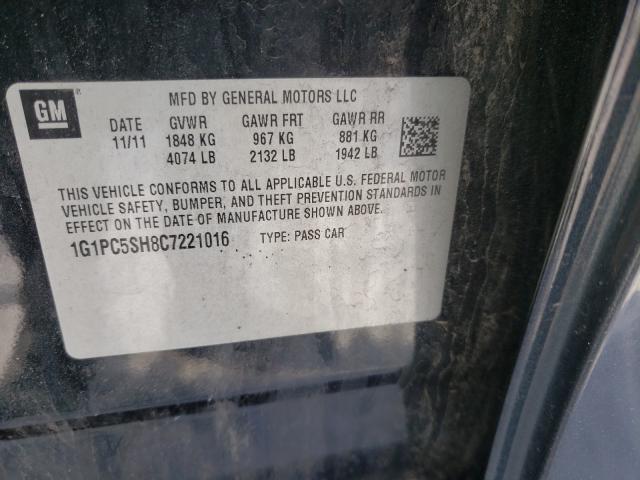 GM
MFD BY GENERAL MOTORS LLC
DATE GVWR GAWR FRT GAWR RR
11/11 1848 KG 967 KG 881 KG
4074 LB 2132 LB 1942 LB
THIS VEHICLE CONFORMS TO ALL APPLICABLE U.S. FEDERAL MOTOR
VEHICLE SAFETY, BUMPER, AND THEFT PREVENTION STANDARDS IN
EFFECT ON THE DATE OF MANUFACTURE SHOWN ABOVE.
1G1PC5SH8C7221016 TYPE: PASS CAR